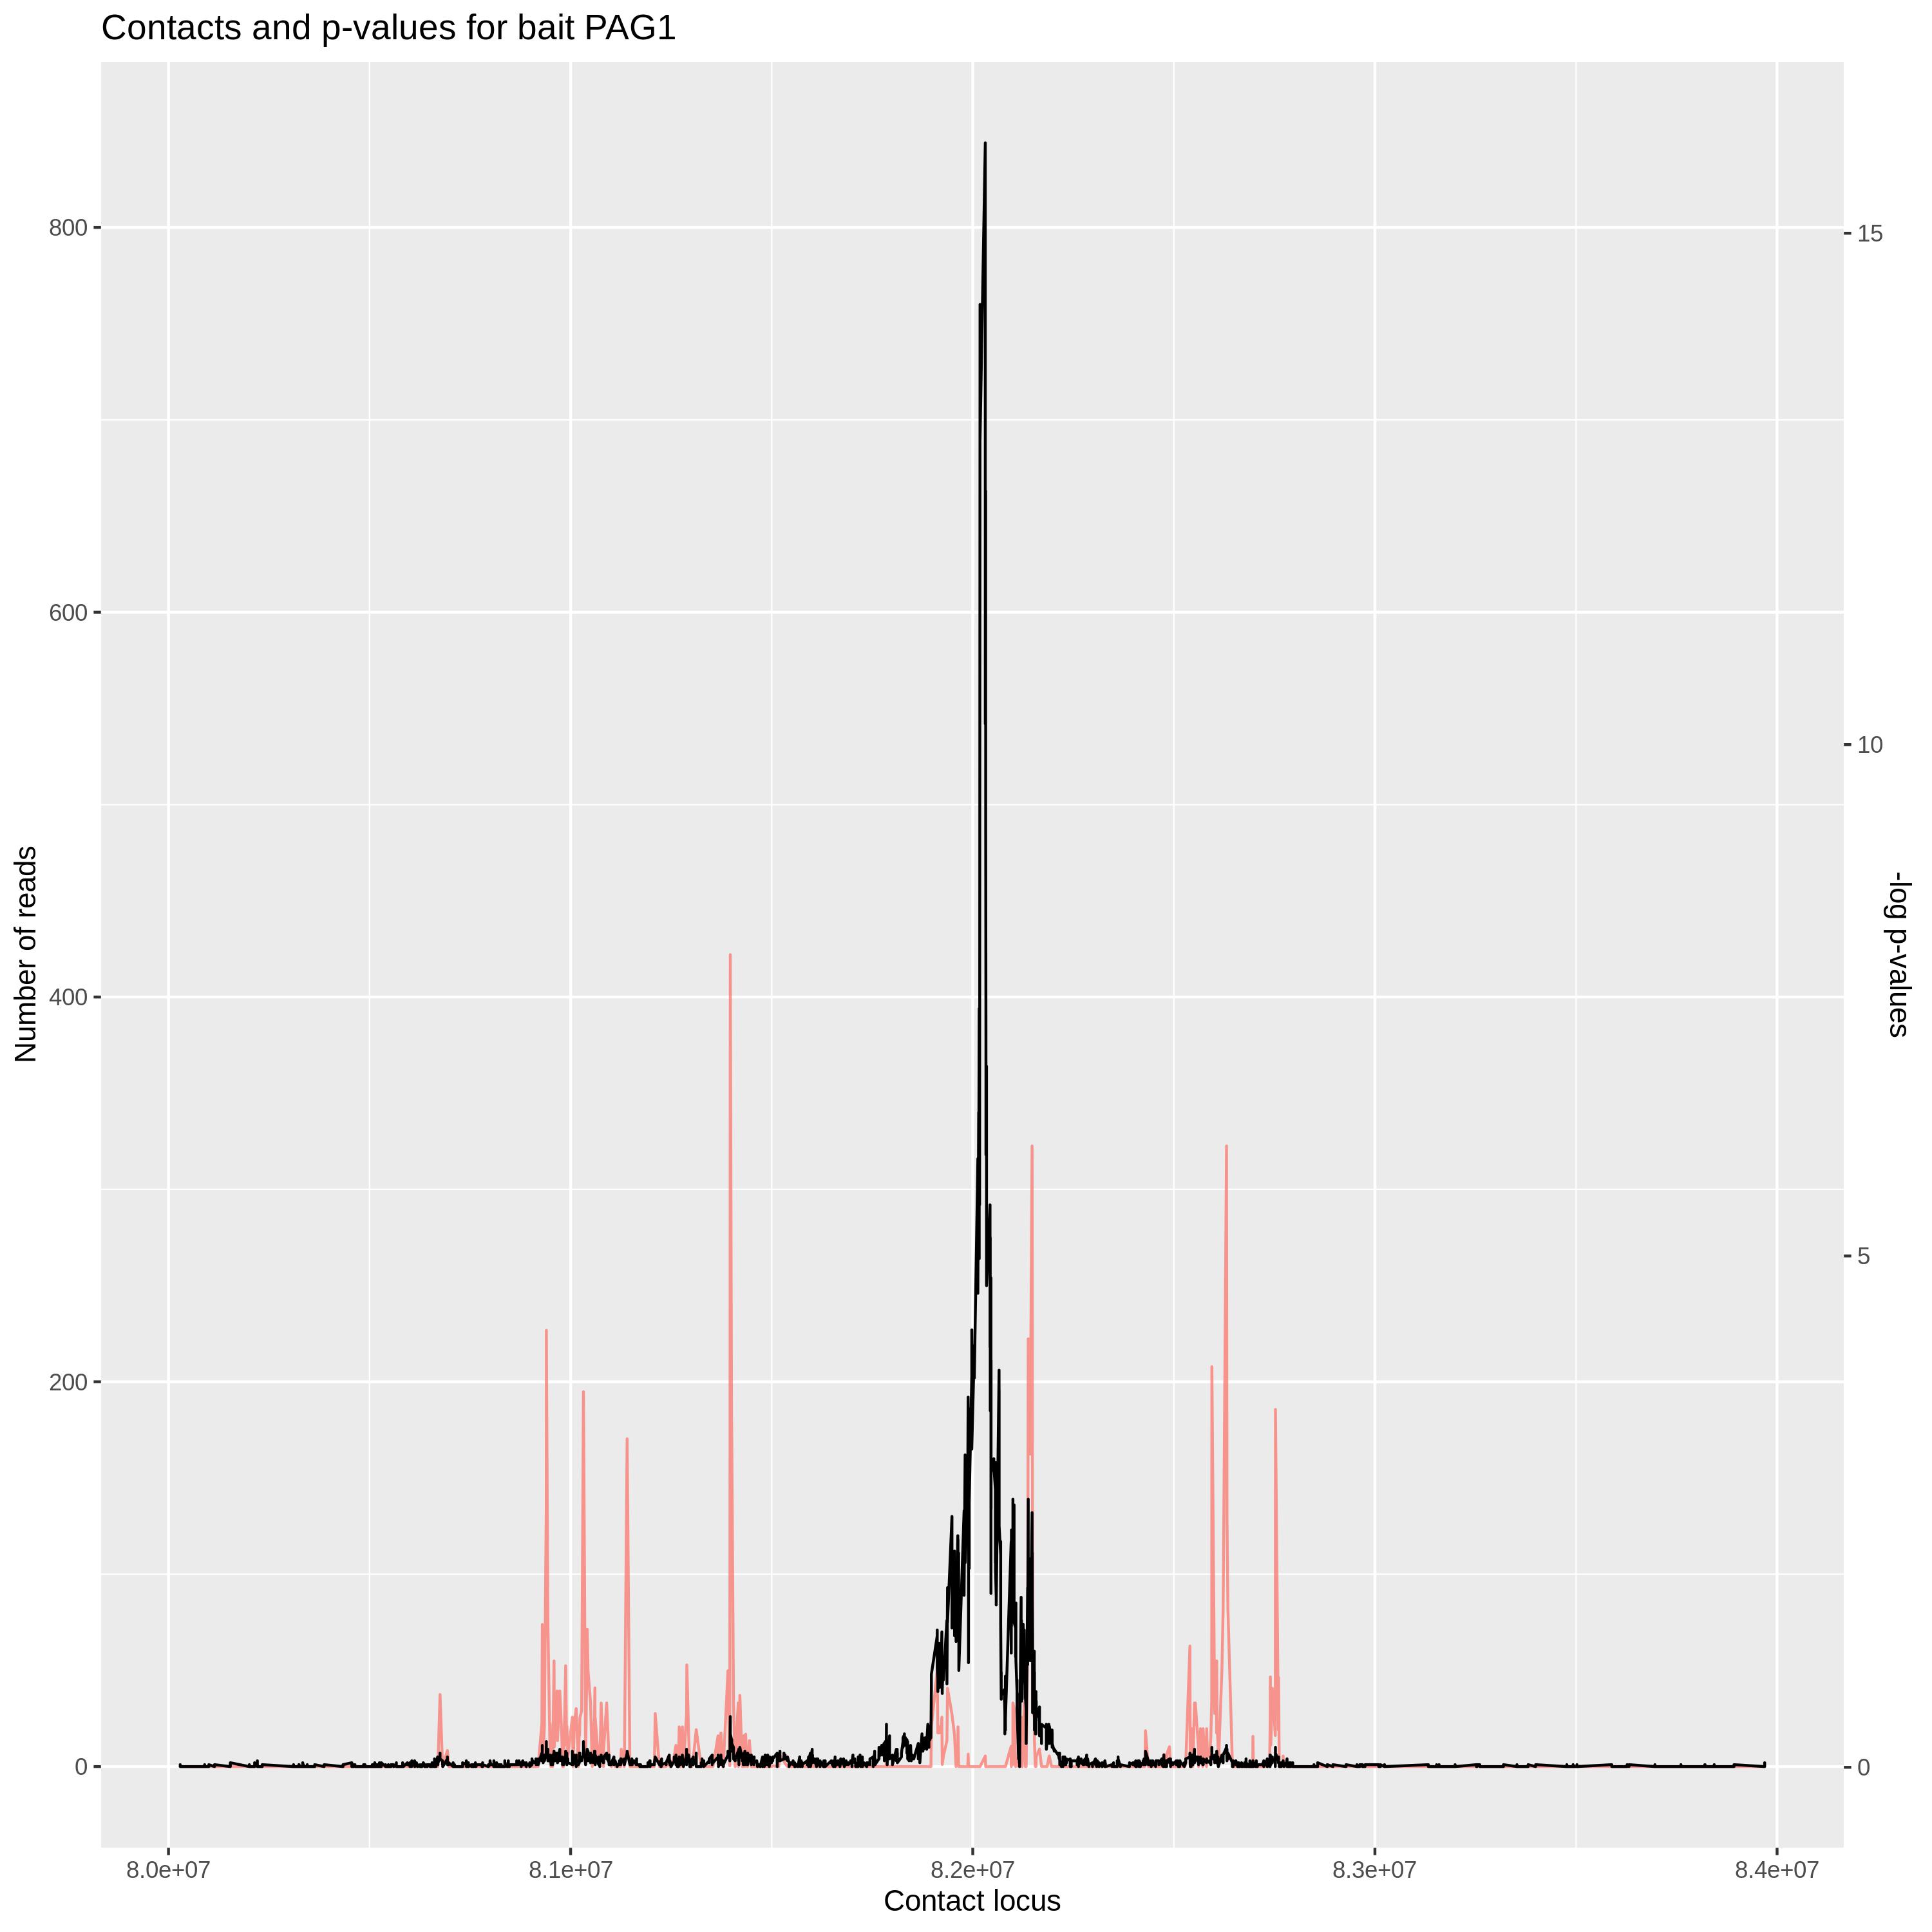 Contacts and p-values for bait PAG1
800
600
400
200
0
Number of reads
15
10
5
0
-log p-values
8.0e+07
8.1e+07
8.2e+07
8.3e+07
8.4e+07
Contact locus